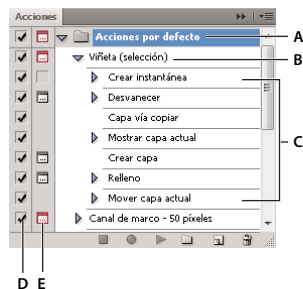 Acciones
Acciones por defecto
A
Viñeta (selección)
B
Crear instantánea
Desvanecer
Capa vía copiar
Mostrar capa actual
C
Crear capa
Relleno
Mover capa actual
Canal de marco - 50 píxeles
D E